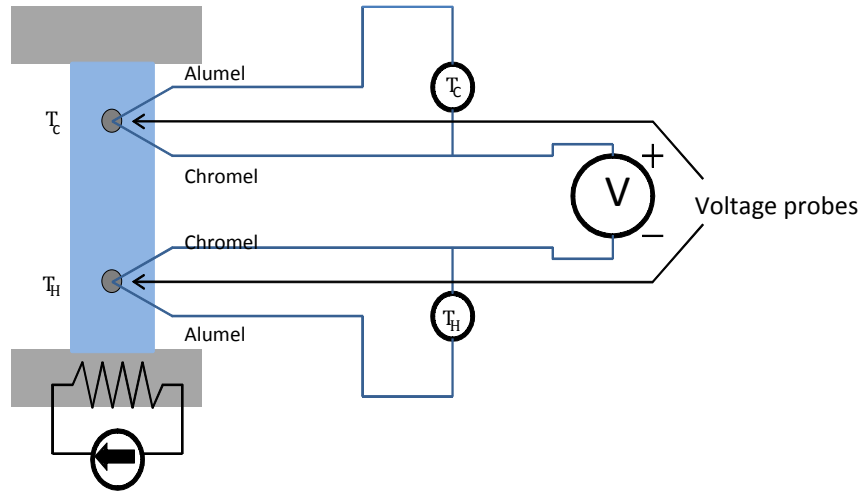 Alumel
T_C
T_C
+
Chromel
V
Voltage probes
−
Chromel
T_H
T_H
Alumel